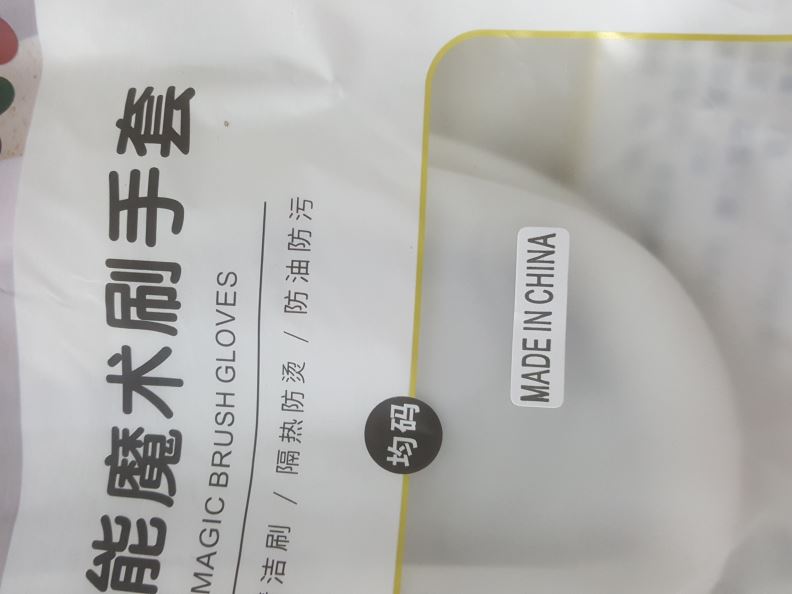 能魔术刷手套
MAGIC BRUSH GLOVES
洁刷 / 隔热防烫 / 防油防污
均码
MADE IN CHINA